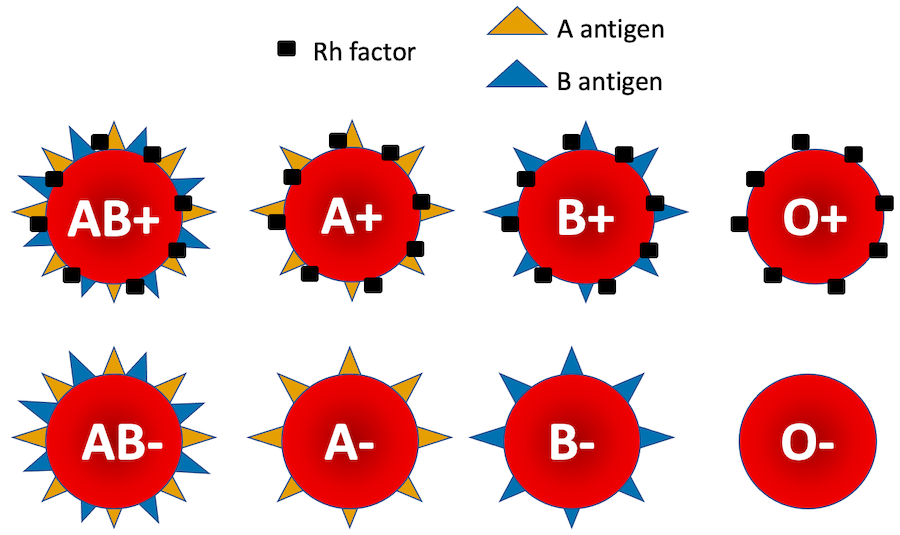 Rh factor
A antigen
B antigen
AB+
A+
B+
O+
AB-
A-
B-
O-